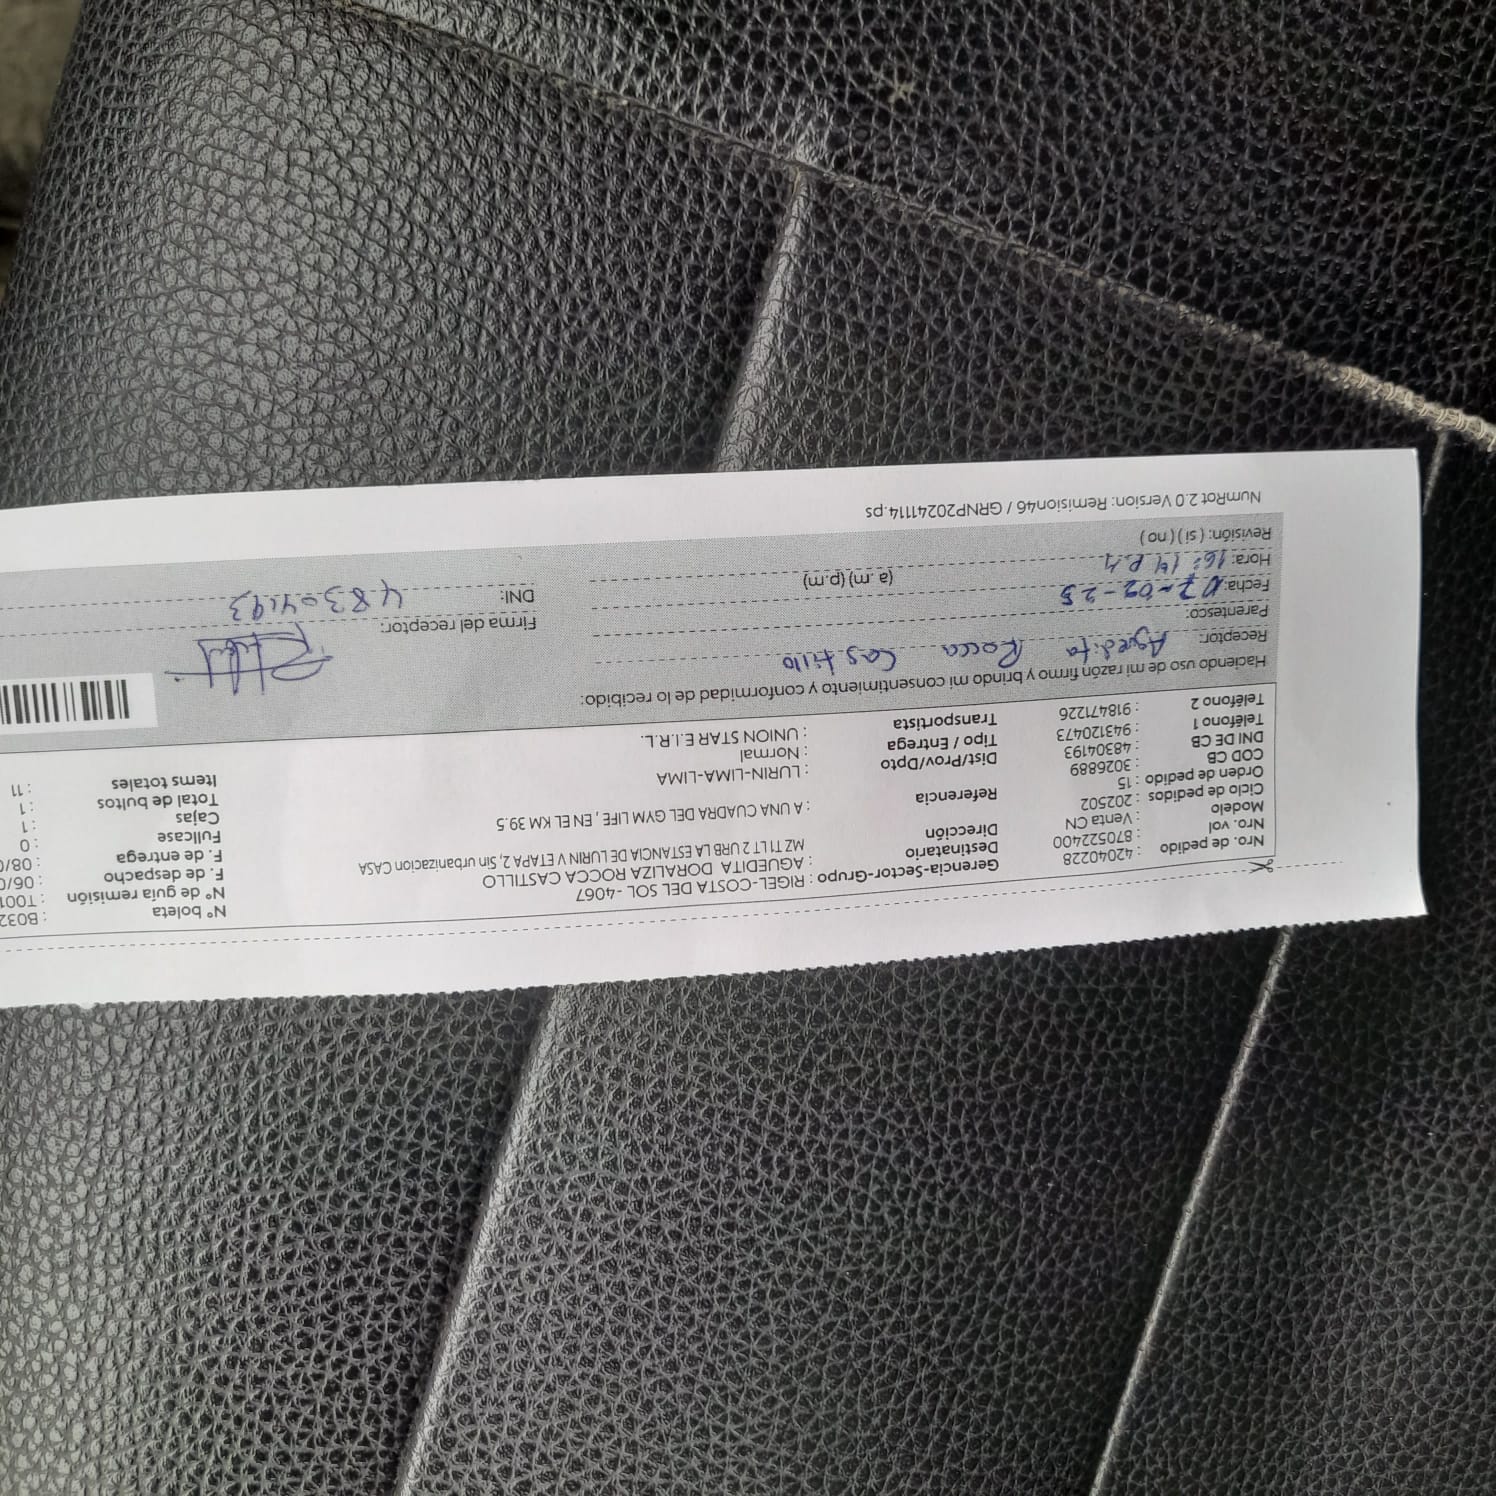 Nro. de pedido : 42040228
Nro. vol : 870522400
Modelo : Venta CN
Ciclo de pedidos : 202502
Orden de pedido : 15
COD CB : 3026889
DNI DE CB : 48304193
Teléfono 1 : 943120473
Teléfono 2 : 918471226
Gerencia-Sector-Grupo : RIGEL-COSTA DEL SOL -4067
Destinatario : AGUEDITA DORALIZA ROCCA CASTILLO
Dirección MZ T1 LT 2 URB LA ESTANCIA DE LURIN V ETAPA 2, Sin urbanizacion CASA
Referencia : A UNA CUADRA DEL GYM LIFE , EN EL KM 39.5
Dist/Prov/Dpto : LURIN-LIMA-LIMA
Tipo / Entrega : Normal
Transportista : UNION STAR E.I.R.L.
N° boleta : B032
N° de guía remisión : T001
F. de despacho : 06/0
F. de entrega : 08/0
Fullcase : 0
Cajas : 1
Total de bultos : 1
Items totales : 11
Haciendo uso de mi razón firmo y brindo mi consentimiento y conformidad de lo recibido:
Receptor: Aguedita Rocca Castillo
Parentesco:
Fecha: 07-02-25
Hora: 16:14 P.M (a .m) (p.m)
Revisión: ( si ) ( no )
Firma del receptor:
DNI: 48304193
NumRot 2.0 Version: Remision46 / GRNP20241114.ps